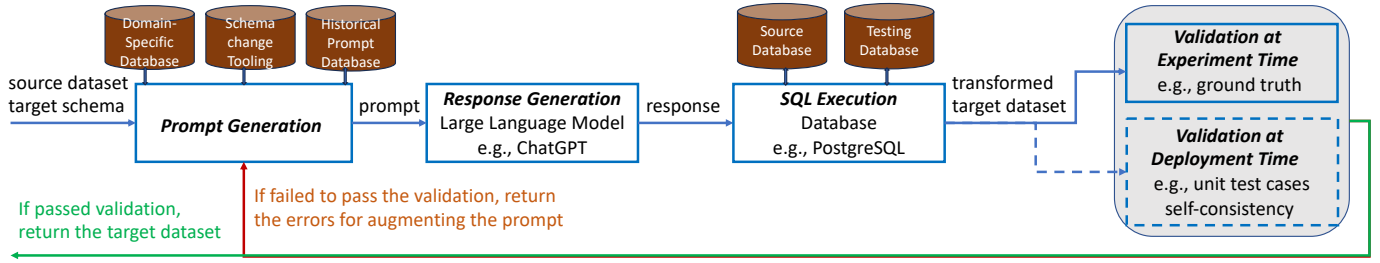 Domain-
Specific
Database
Schema
change
Tooling
Historical
Prompt
Database
Source
Database
Testing
Database
source dataset
target schema
Prompt Generation
prompt
Response Generation
Large Language Model
e.g., ChatGPT
response
SQL Execution
Database
e.g., PostgreSQL
transformed
target dataset
Validation at
Experiment Time
e.g., ground truth
Validation at
Deployment Time
e.g., unit test cases
self-consistency
If passed validation,
return the target dataset
If failed to pass the validation, return
the errors for augmenting the prompt